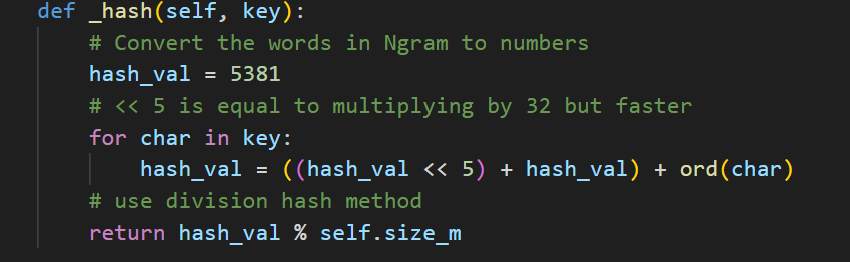 def _hash(self, key):
# Convert the words in Ngram to numbers
hash_val = 5381
# << 5 is equal to multiplying by 32 but faster
for char in key:
hash_val = ((hash_val << 5) + hash_val) + ord(char)
# use division hash method
return hash_val % self.size_m